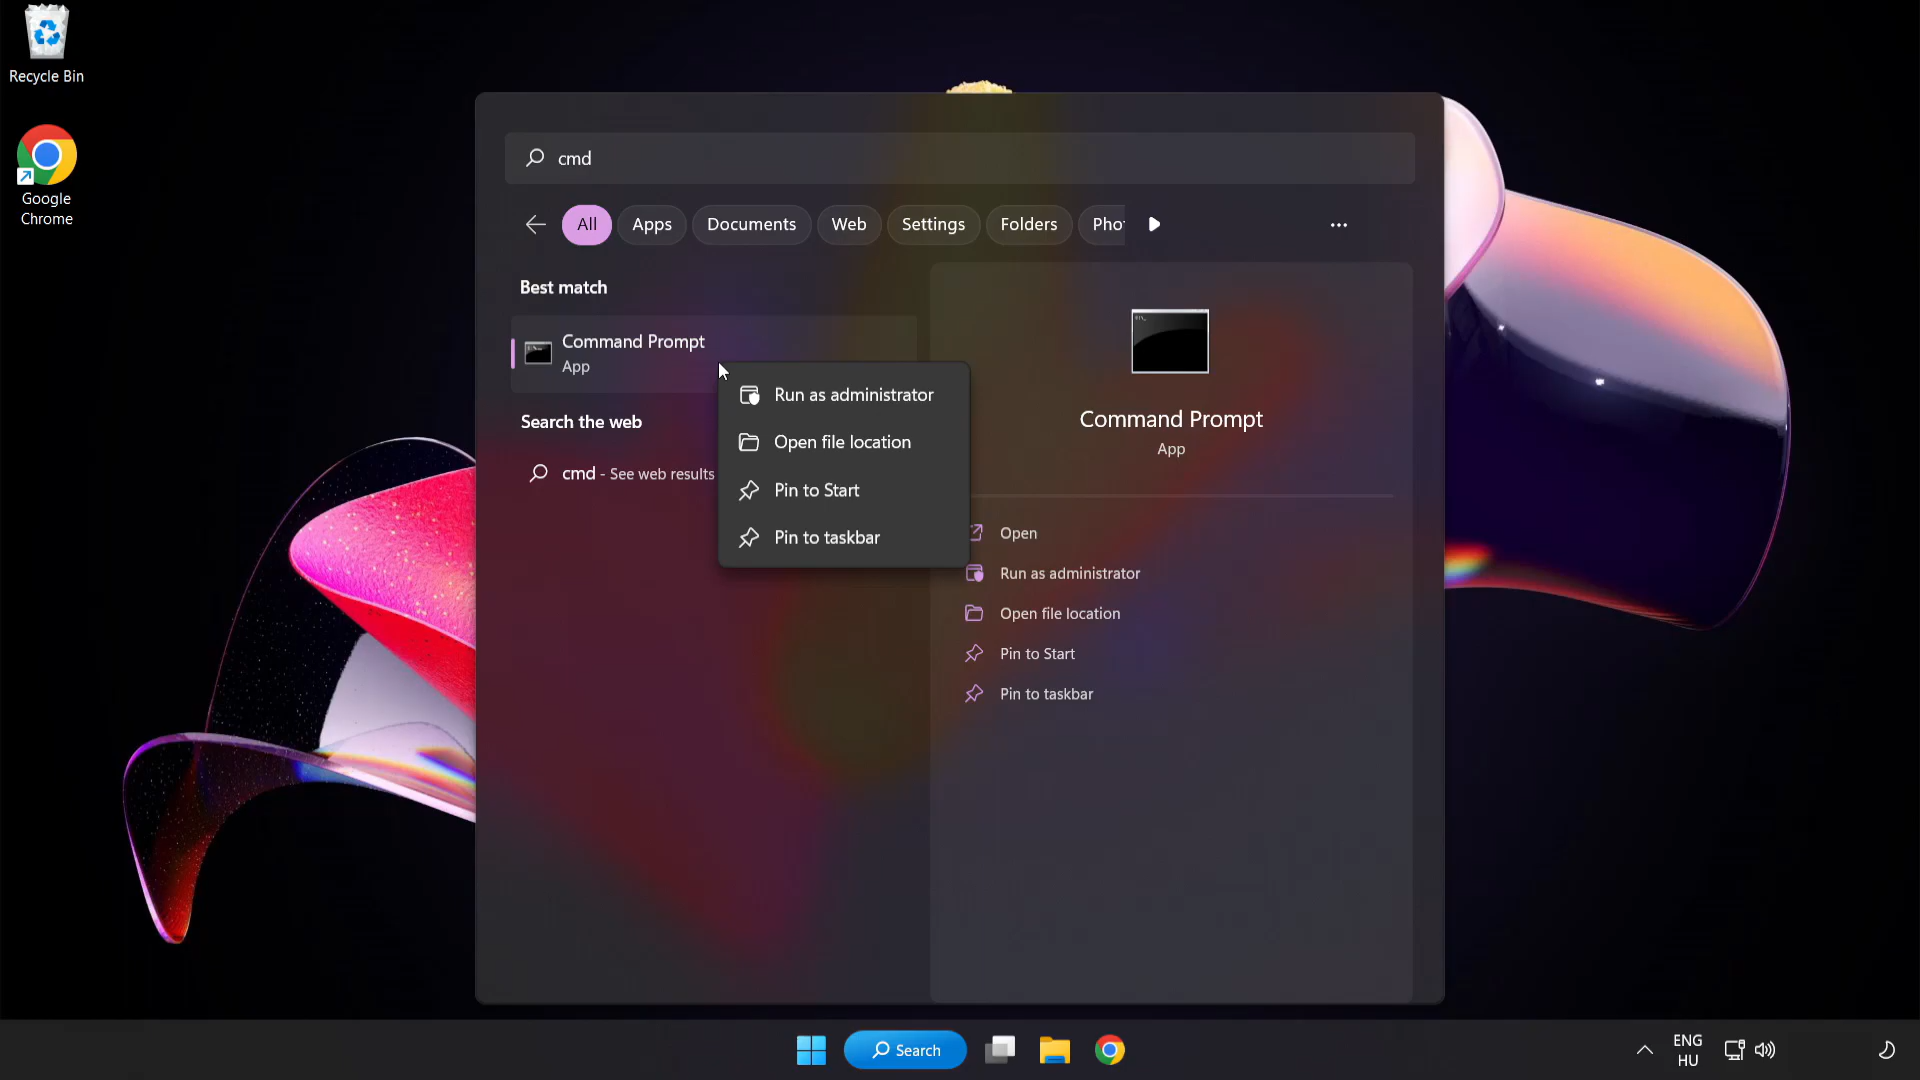 Recycle Bin
Google
Chrome
cmd
All
Apps
Documents
Web
Settings
Folders
Best match
Command Prompt
App
Search the web
cmd - See web results
Run as administrator
Open file location
Pin to Start
Pin to taskbar
Command Prompt
App
Open
Run as administrator
Open file location
Pin to Start
Pin to taskbar
Search
ENG
HU